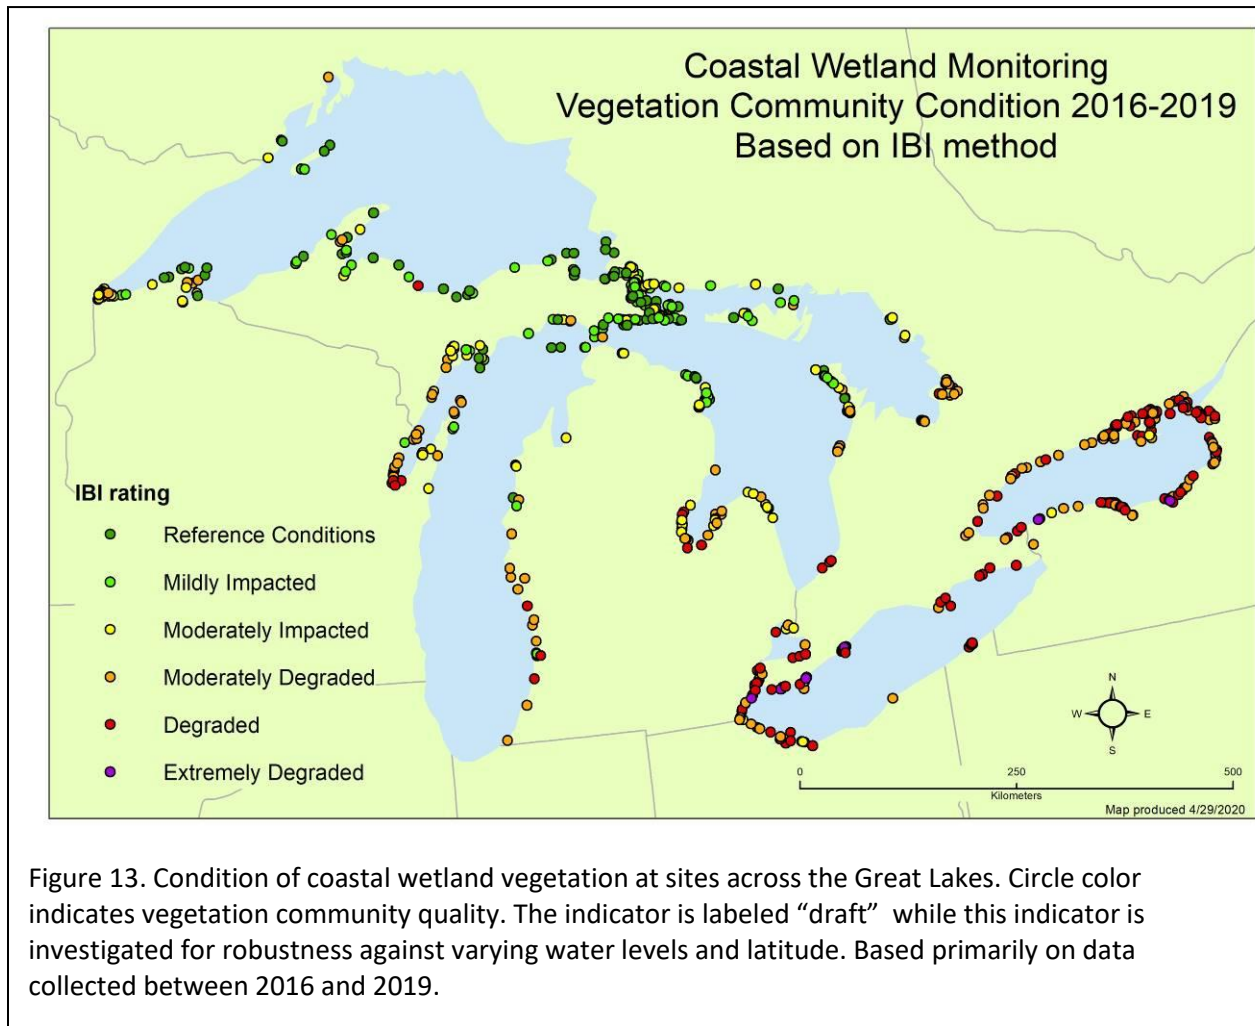 Coastal Wetland Monitoring
Vegetation Community Condition 2016-2019
Based on IBI method
IBI rating
Reference Conditions
Mildly Impacted
Moderately Impacted
Moderately Degraded
Degraded
Extremely Degraded
N
W E
S
0 250 500
Kilometers
Map produced 4/29/2020
Figure 13. Condition of coastal wetland vegetation at sites across the Great Lakes. Circle color
indicates vegetation community quality. The indicator is labeled “draft” while this indicator is
investigated for robustness against varying water levels and latitude. Based primarily on data
collected between 2016 and 2019.